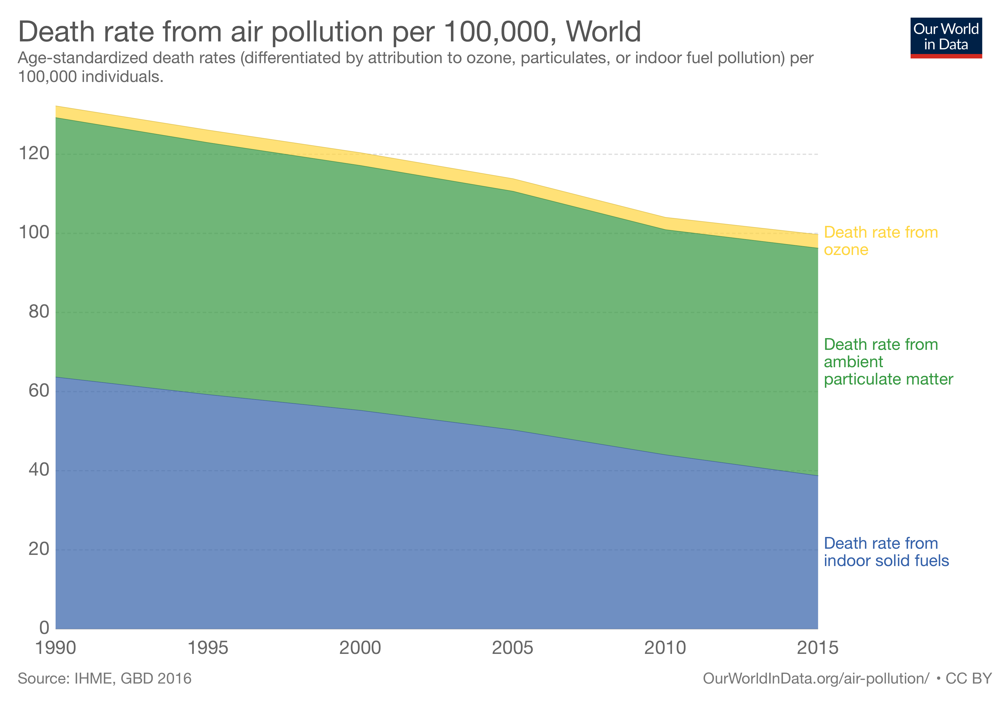 Death rate from air pollution per 100,000, World
Our World
in Data
Age-standardized death rates (differentiated by attribution to ozone, particulates, or indoor fuel pollution) per
100,000 individuals.
120
100
80
60
40
20
0
Death rate from
ozone
Death rate from
ambient
particulate matter
Death rate from
indoor solid fuels
1990 1995 2000 2005 2010 2015
Source: IHME, GBD 2016
OurWorldInData.org/air-pollution/ • CC BY